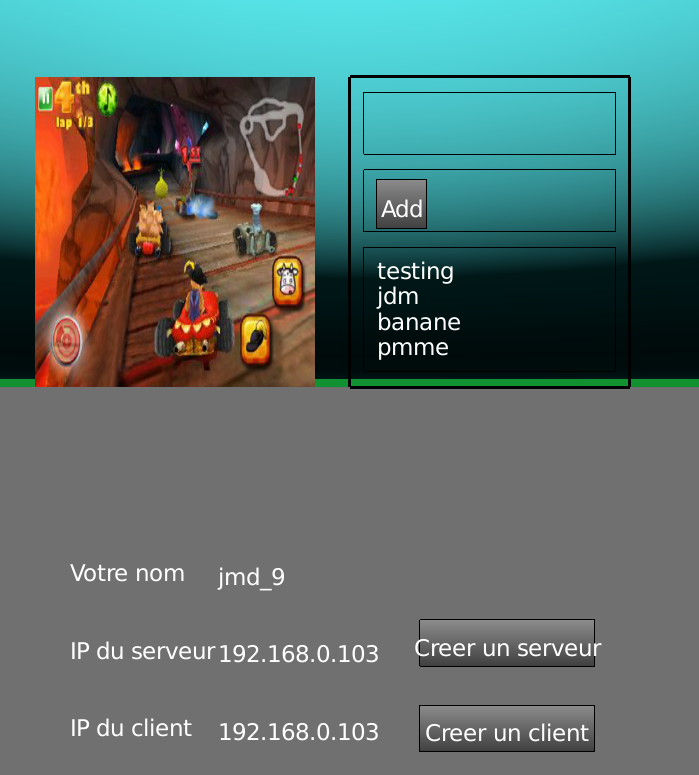 4th
lap 1/3
Add
testing
jdm
banane
pmme
Votre nom jmd_9
IP du serveur 192.168.0.103 Creer un serveur
IP du client 192.168.0.103 Creer un client